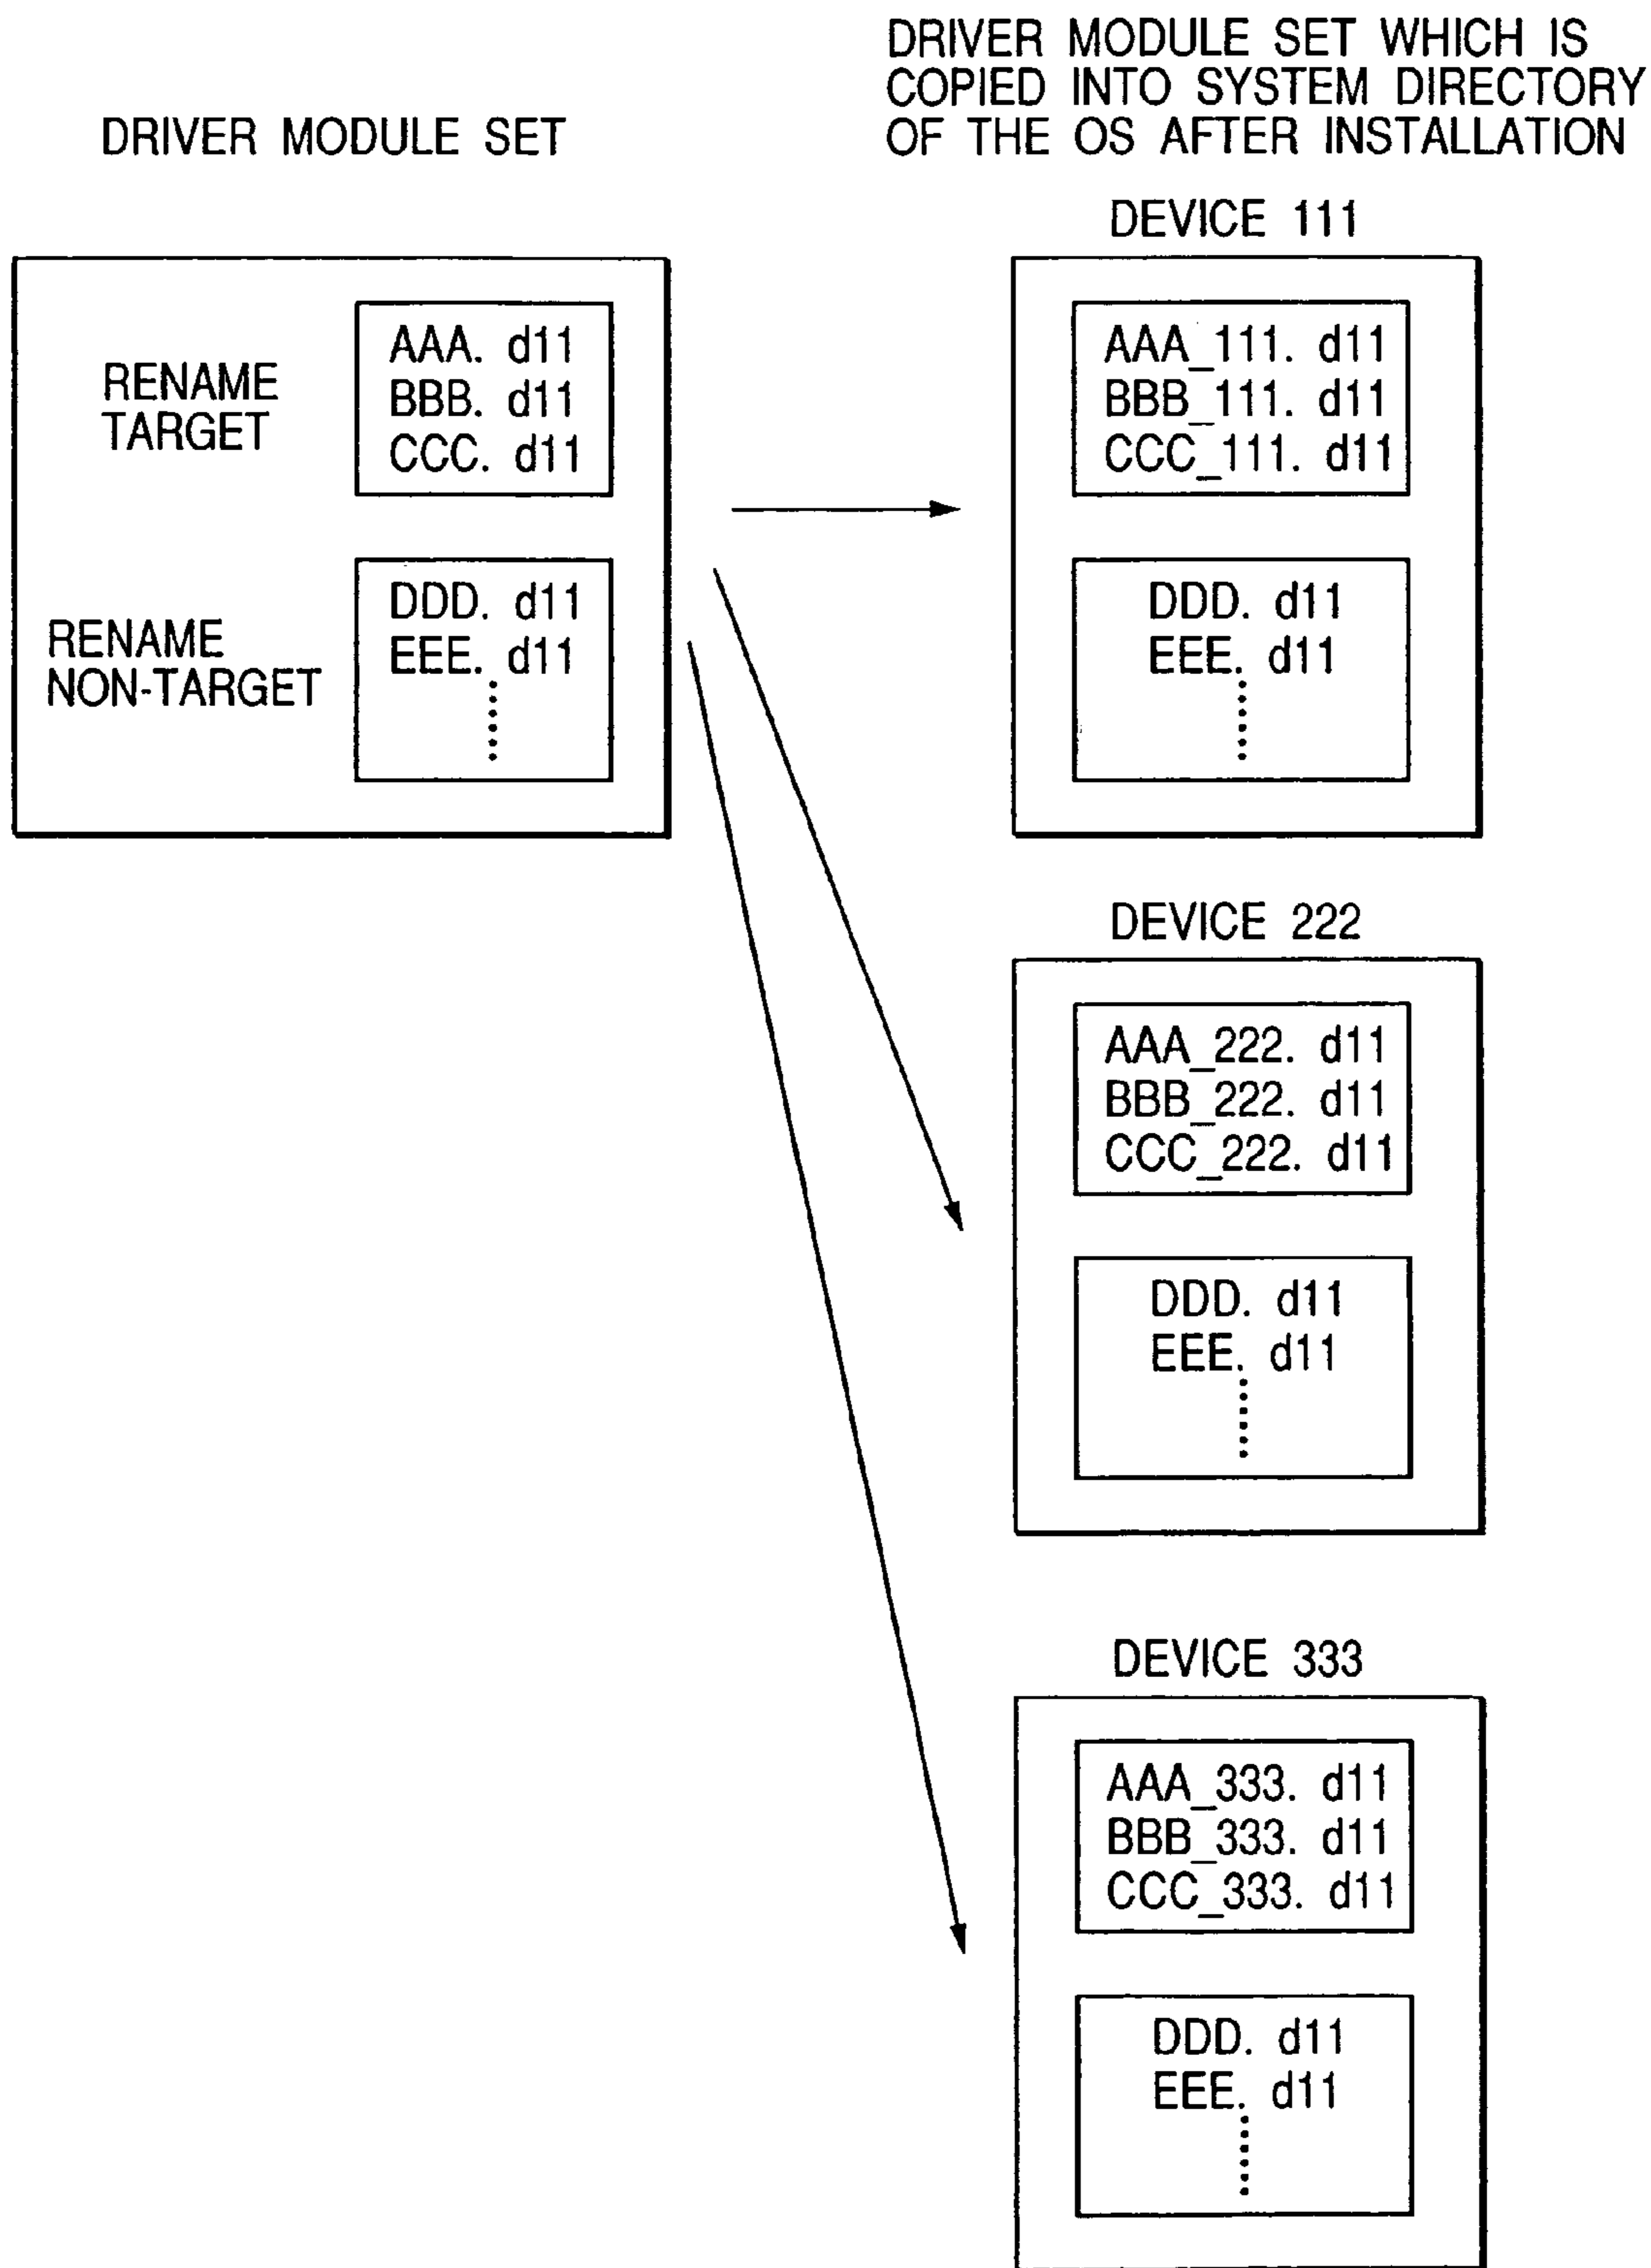 DRIVER MODULE SET
DRIVER MODULE SET WHICH IS
COPIED INTO SYSTEM DIRECTORY
OF THE OS AFTER INSTALLATION
RENAME
TARGET
AAA. d11
BBB. d11
CCC. d11
RENAME
NON-TARGET
DDD. d11
EEE. d11
DEVICE 111
AAA_111. d11
BBB_111. d11
CCC_111. d11
DDD. d11
EEE. d11
DEVICE 222
AAA_222. d11
BBB_222. d11
CCC_222. d11
DDD. d11
EEE. d11
DEVICE 333
AAA_333. d11
BBB_333. d11
CCC_333. d11
DDD. d11
EEE. d11